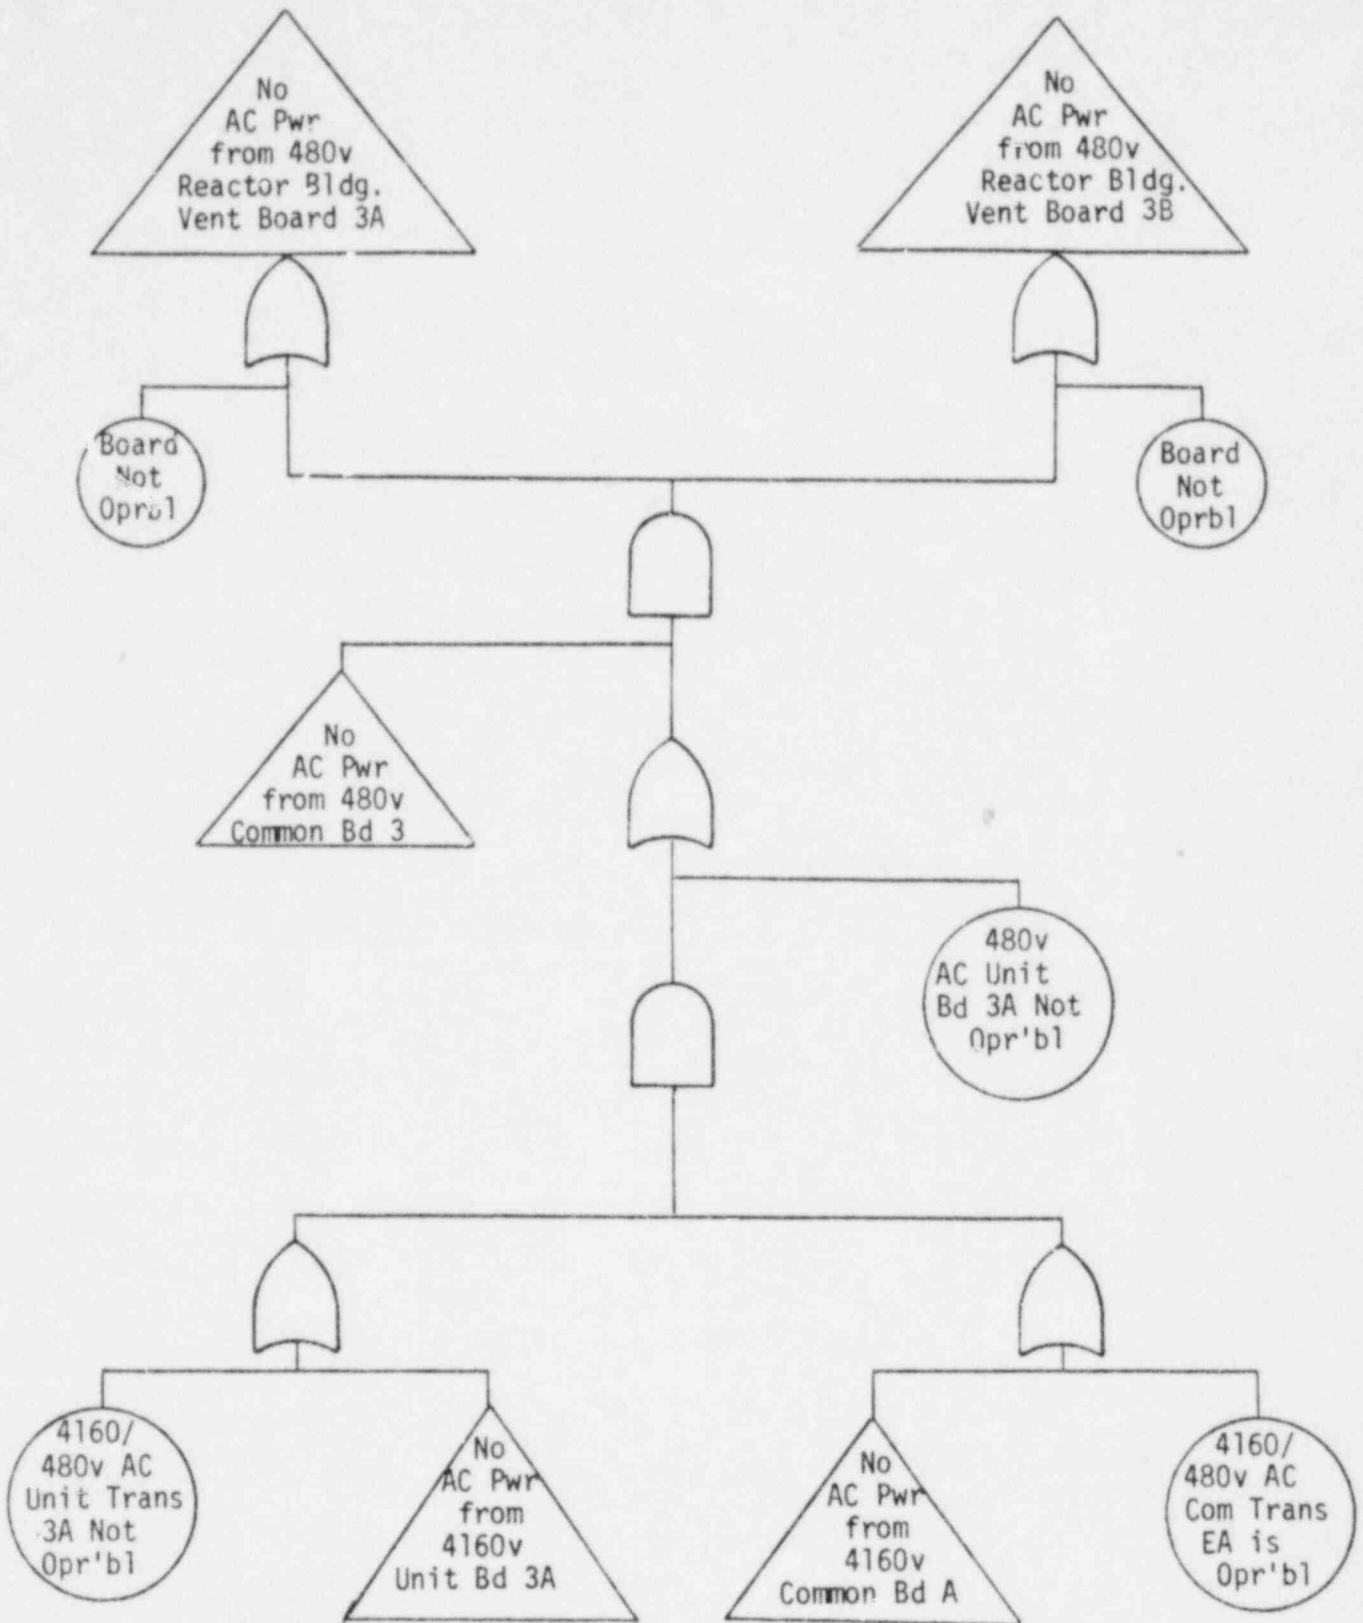 No
AC Pwr
from 480v
Reactor Bldg.
Vent Board 3A
No
AC Pwr
from 480v
Reactor Bldg.
Vent Board 3B
Board
Not
Oprbl
Board
Not
Oprbl
No
AC Pwr
from 480v
Common Bd 3
480v
AC Unit
Bd 3A Not
Opr'bl
4160/
480v AC
Unit Trans
3A Not
Opr'bl
No
AC Pwr
from
4160v
Unit Bd 3A
No
AC Pwr
from
4160v
Common Bd A
4160/
480v AC
Com Trans
EA is
Opr'bl